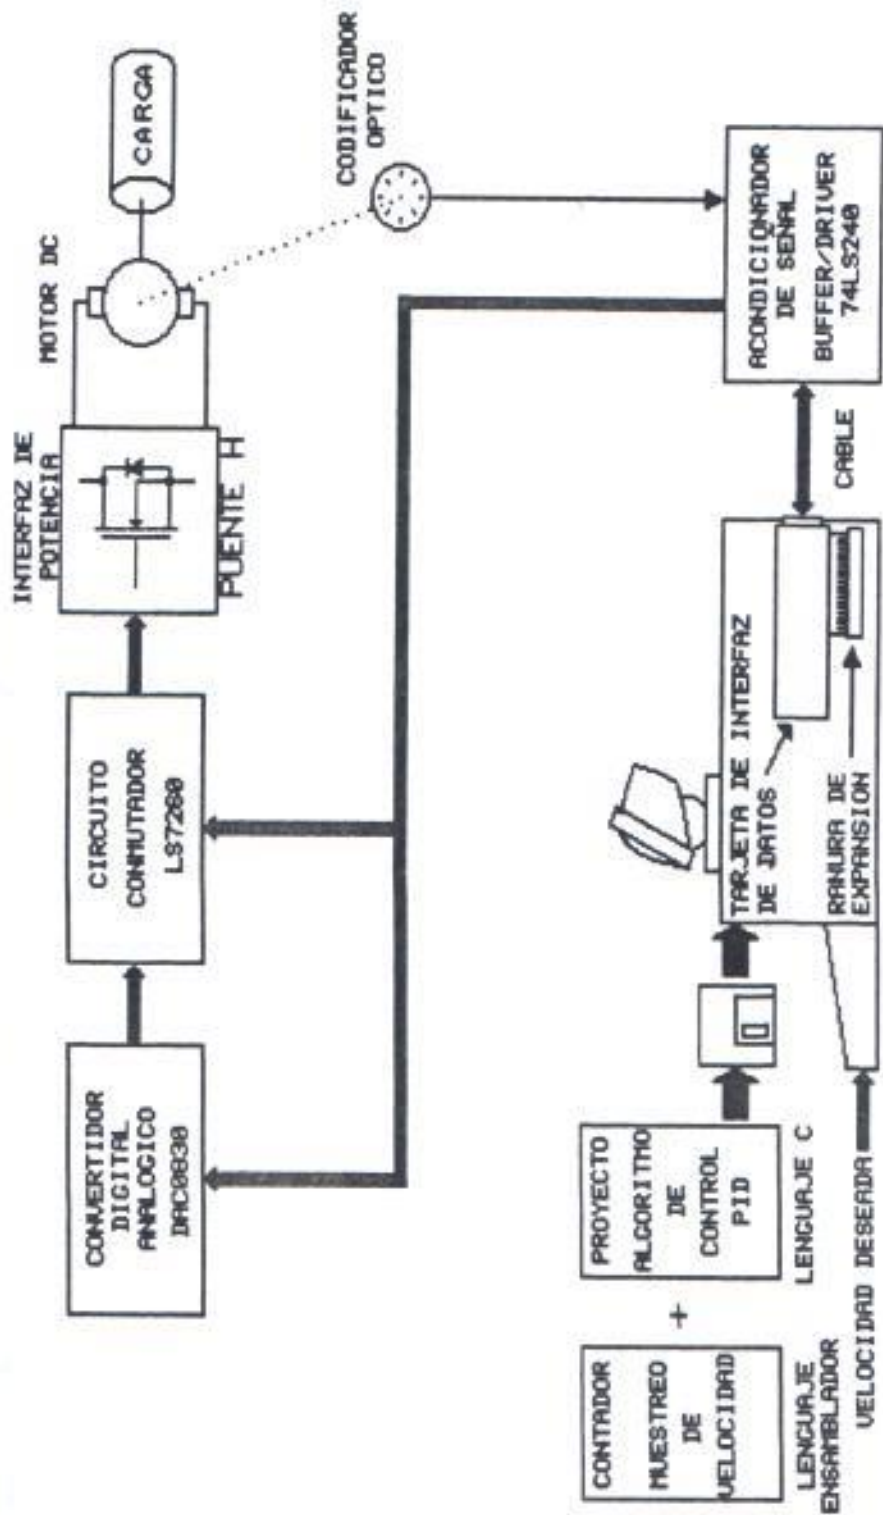 CONVERTIDOR
DIGITAL
ANALOGICO
DAC0830
CIRCUITO
CONMUTADOR
LS7260
INTERFAZ DE
POTENCIA
PUENTE H
MOTOR DC
CARGA
CODIFICADOR
OPTICO
CONTADOR
MUESTREO
DE
VELOCIDAD
LENGUAJE
ENSAMBLADOR
+
PROYECTO
ALGORITMO
DE
CONTROL
PID
LENGUAJE C
VELOCIDAD DESEADA
TARJETA DE INTERFAZ
DE DATOS
RANURA DE
EXPANSION
CABLE
ACONDICIONADOR
DE SEÑAL
BUFFER/DRIVER
74LS240